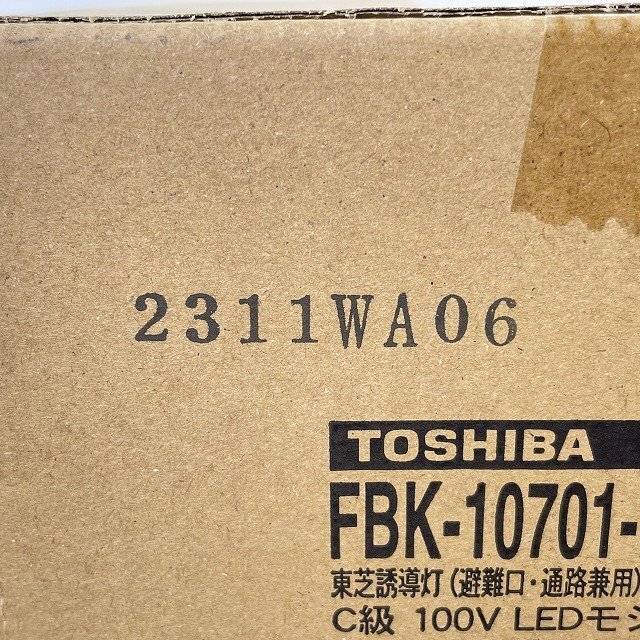 2311WA06
TOSHIBA
FBK-10701-
東芝誘導灯(避難口・通路兼用)
C級 100V LEDモジ